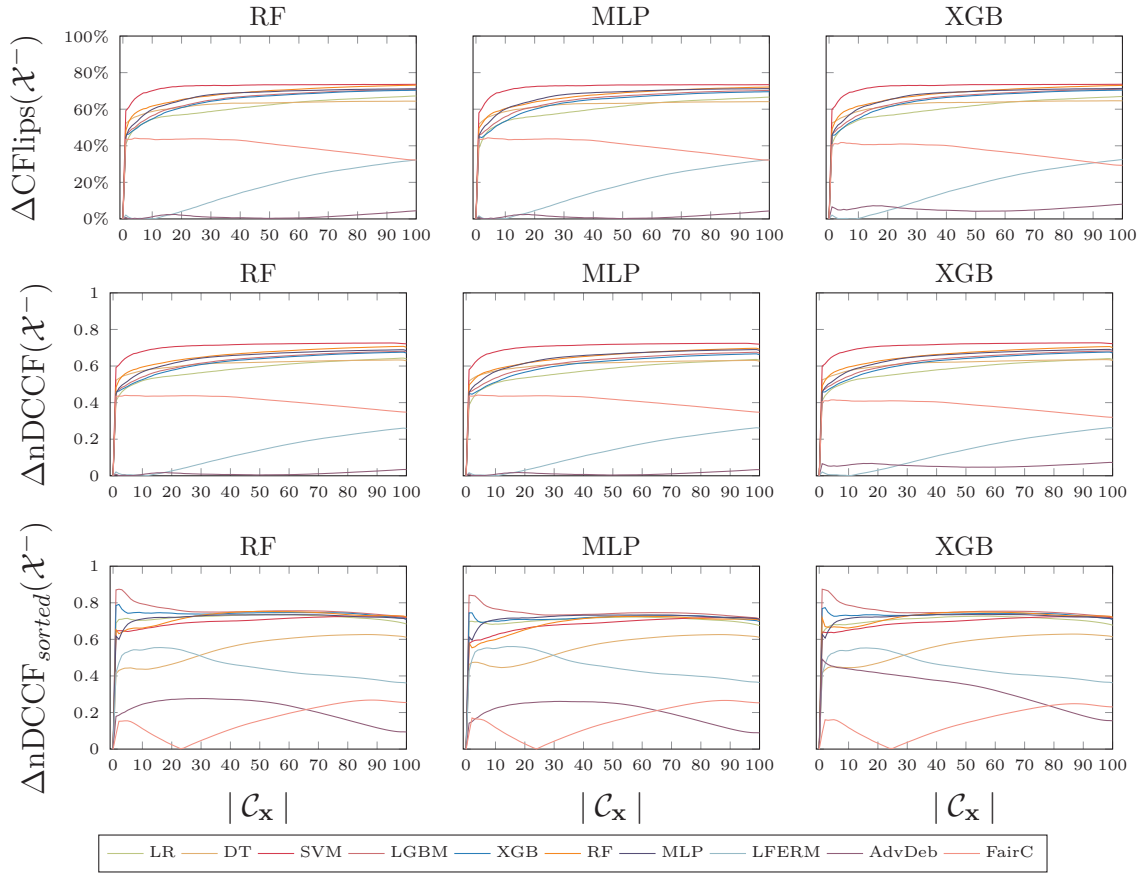 RF MLP XGB
ΔCFlips(𝒳⁻)
100%
80%
60%
40%
20%
0%
0 10 20 30 40 50 60 70 80 90 100
0 10 20 30 40 50 60 70 80 90 100
0 10 20 30 40 50 60 70 80 90 100
RF MLP XGB
ΔnDCCF(𝒳⁻)
1
0.8
0.6
0.4
0.2
0
0 10 20 30 40 50 60 70 80 90 100
0 10 20 30 40 50 60 70 80 90 100
0 10 20 30 40 50 60 70 80 90 100
RF MLP XGB
ΔnDCCF_sorted(𝒳⁻)
1
0.8
0.6
0.4
0.2
0
0 10 20 30 40 50 60 70 80 90 100
0 10 20 30 40 50 60 70 80 90 100
0 10 20 30 40 50 60 70 80 90 100
| 𝒞ₓ | | 𝒞ₓ | | 𝒞ₓ |
LR DT SVM LGBM XGB RF MLP LFERM AdvDeb FairC